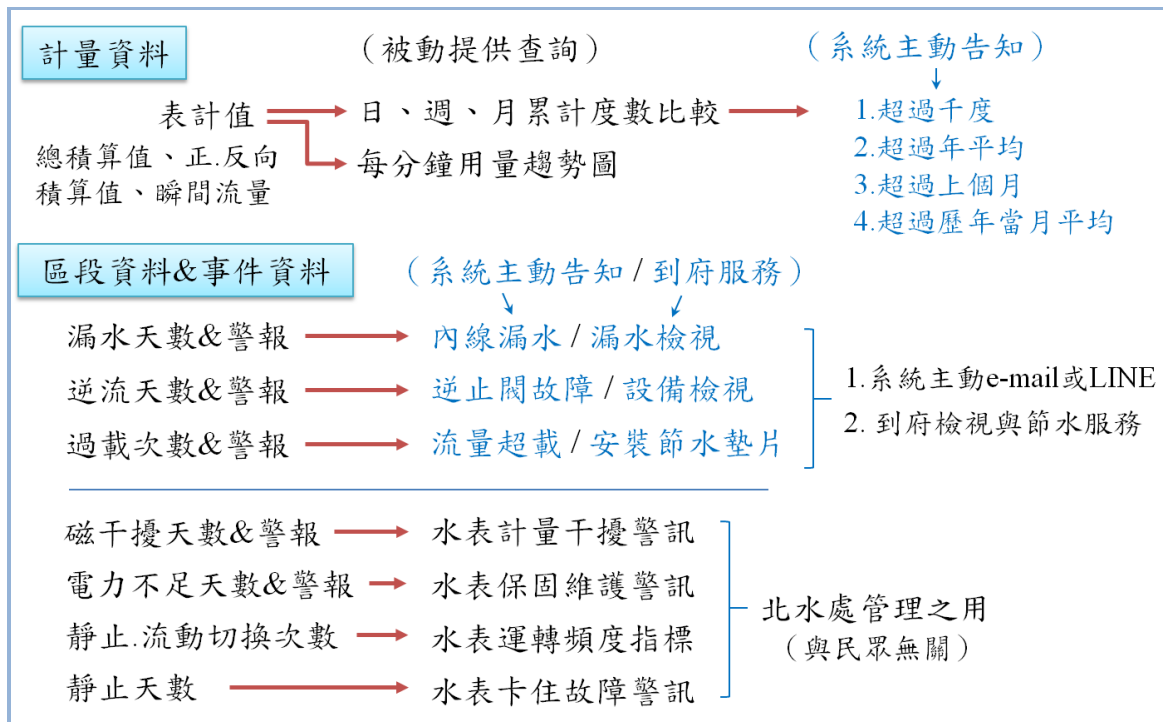 計量資料
（被動提供查詢）
（系統主動告知）
表計值
日、週、月累計度數比較
1.超過千度
總積算值、正.反向
積算值、瞬間流量
每分鐘用量趨勢圖
2.超過年平均
3.超過上個月
4.超過歷年當月平均
區段資料&事件資料
（系統主動告知 / 到府服務）
漏水天數&警報
內線漏水 / 漏水檢視
逆流天數&警報
逆止閥故障 / 設備檢視
過載次數&警報
流量超載 / 安裝節水墊片
1.系統主動e-mail或LINE
2. 到府檢視與節水服務
磁干擾天數&警報
水表計量干擾警訊
電力不足天數&警報
水表保固維護警訊
靜止.流動切換次數
水表運轉頻度指標
靜止天數
水表卡住故障警訊
北水處管理之用
（與民眾無關）